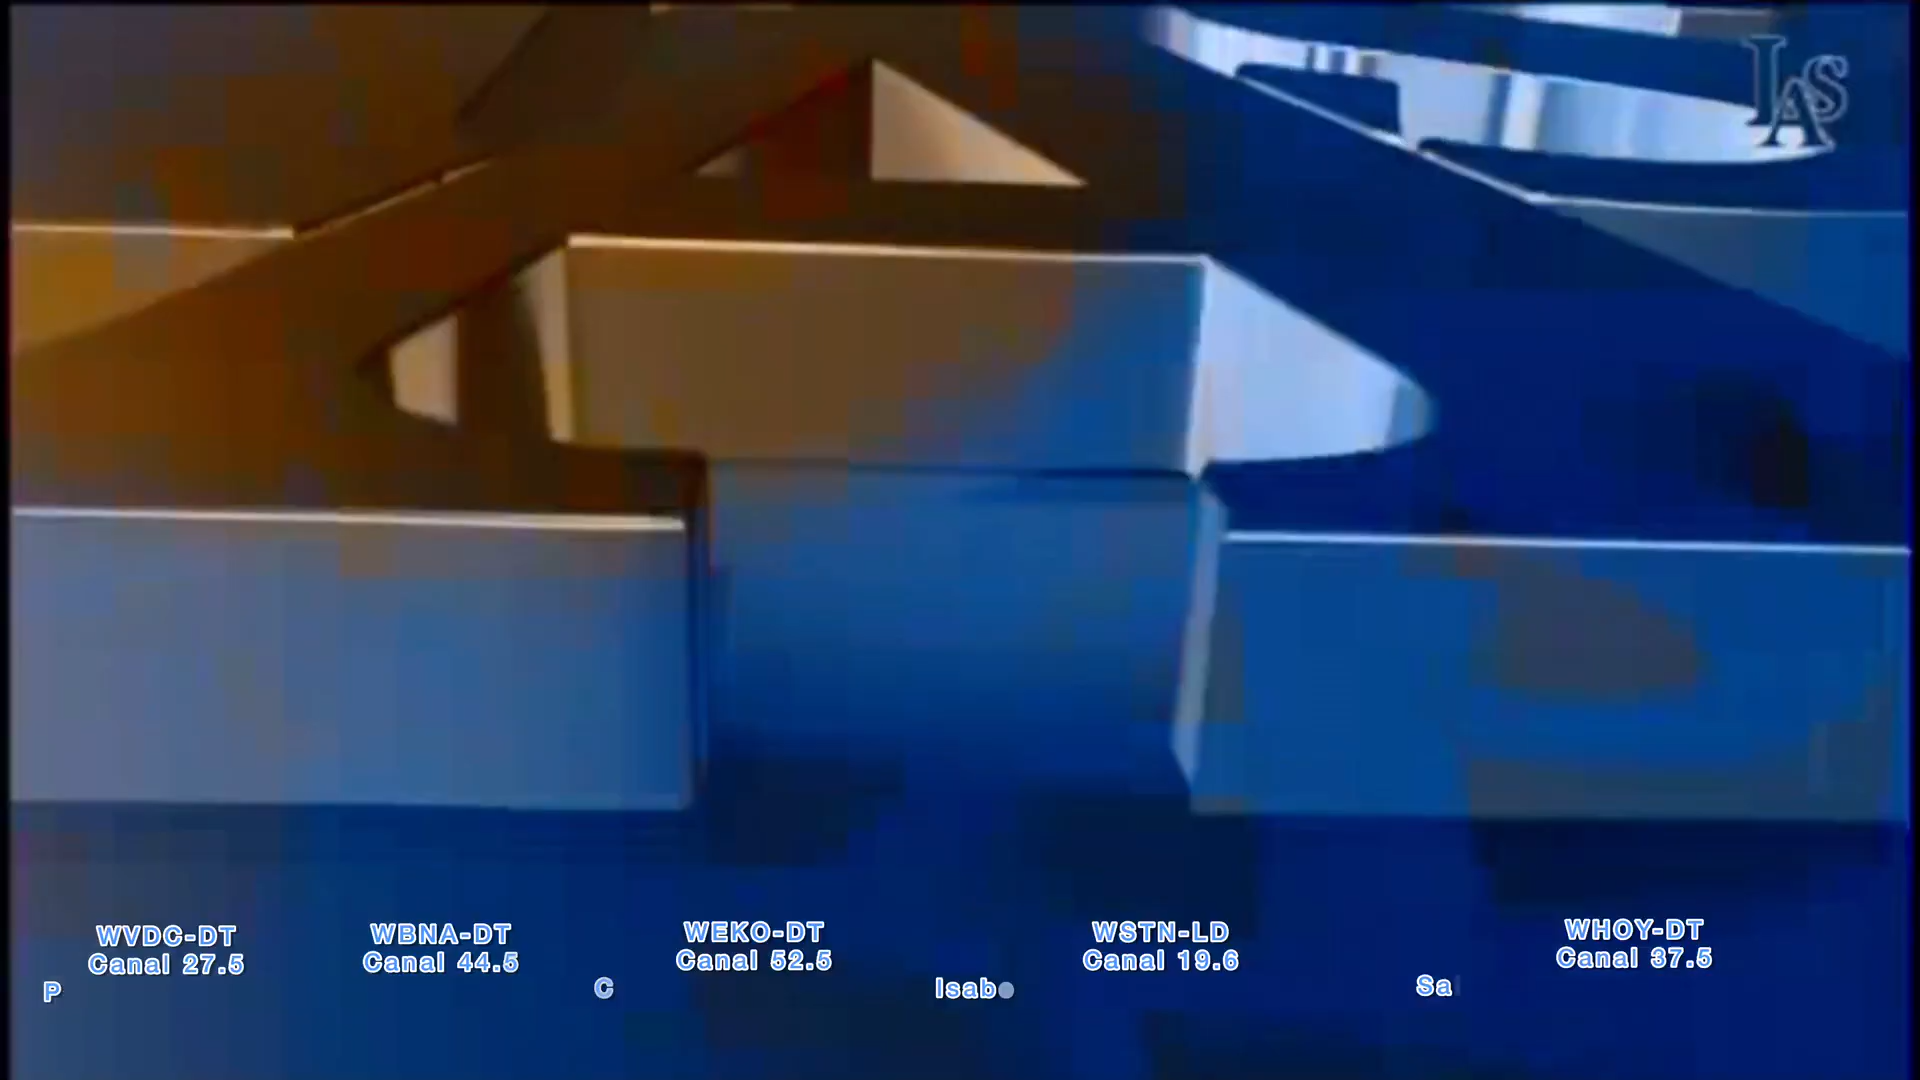 IAS
WVDC-DT
Canal 27.5
P
WBNA-DT
Canal 44.5
WEKO-DT
Canal 52.5
C
WSTN-LD
Canal 19.6
Isab
WHOY-DT
Canal 37.5
Sa